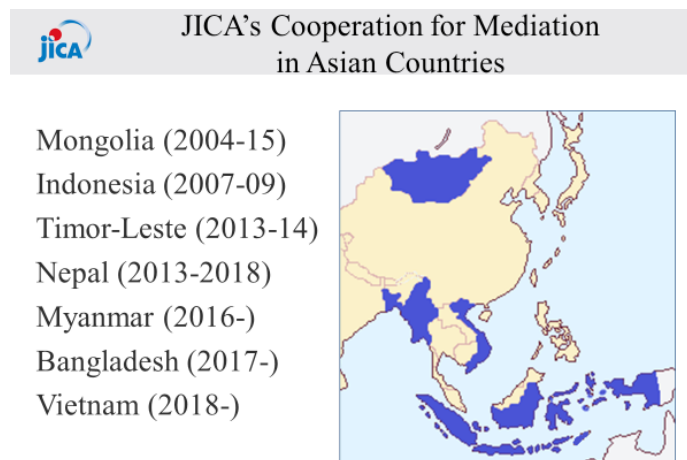 jica
JICA's Cooperation for Mediation
in Asian Countries
Mongolia (2004-15)
Indonesia (2007-09)
Timor-Leste (2013-14)
Nepal (2013-2018)
Myanmar (2016-)
Bangladesh (2017-)
Vietnam (2018-)